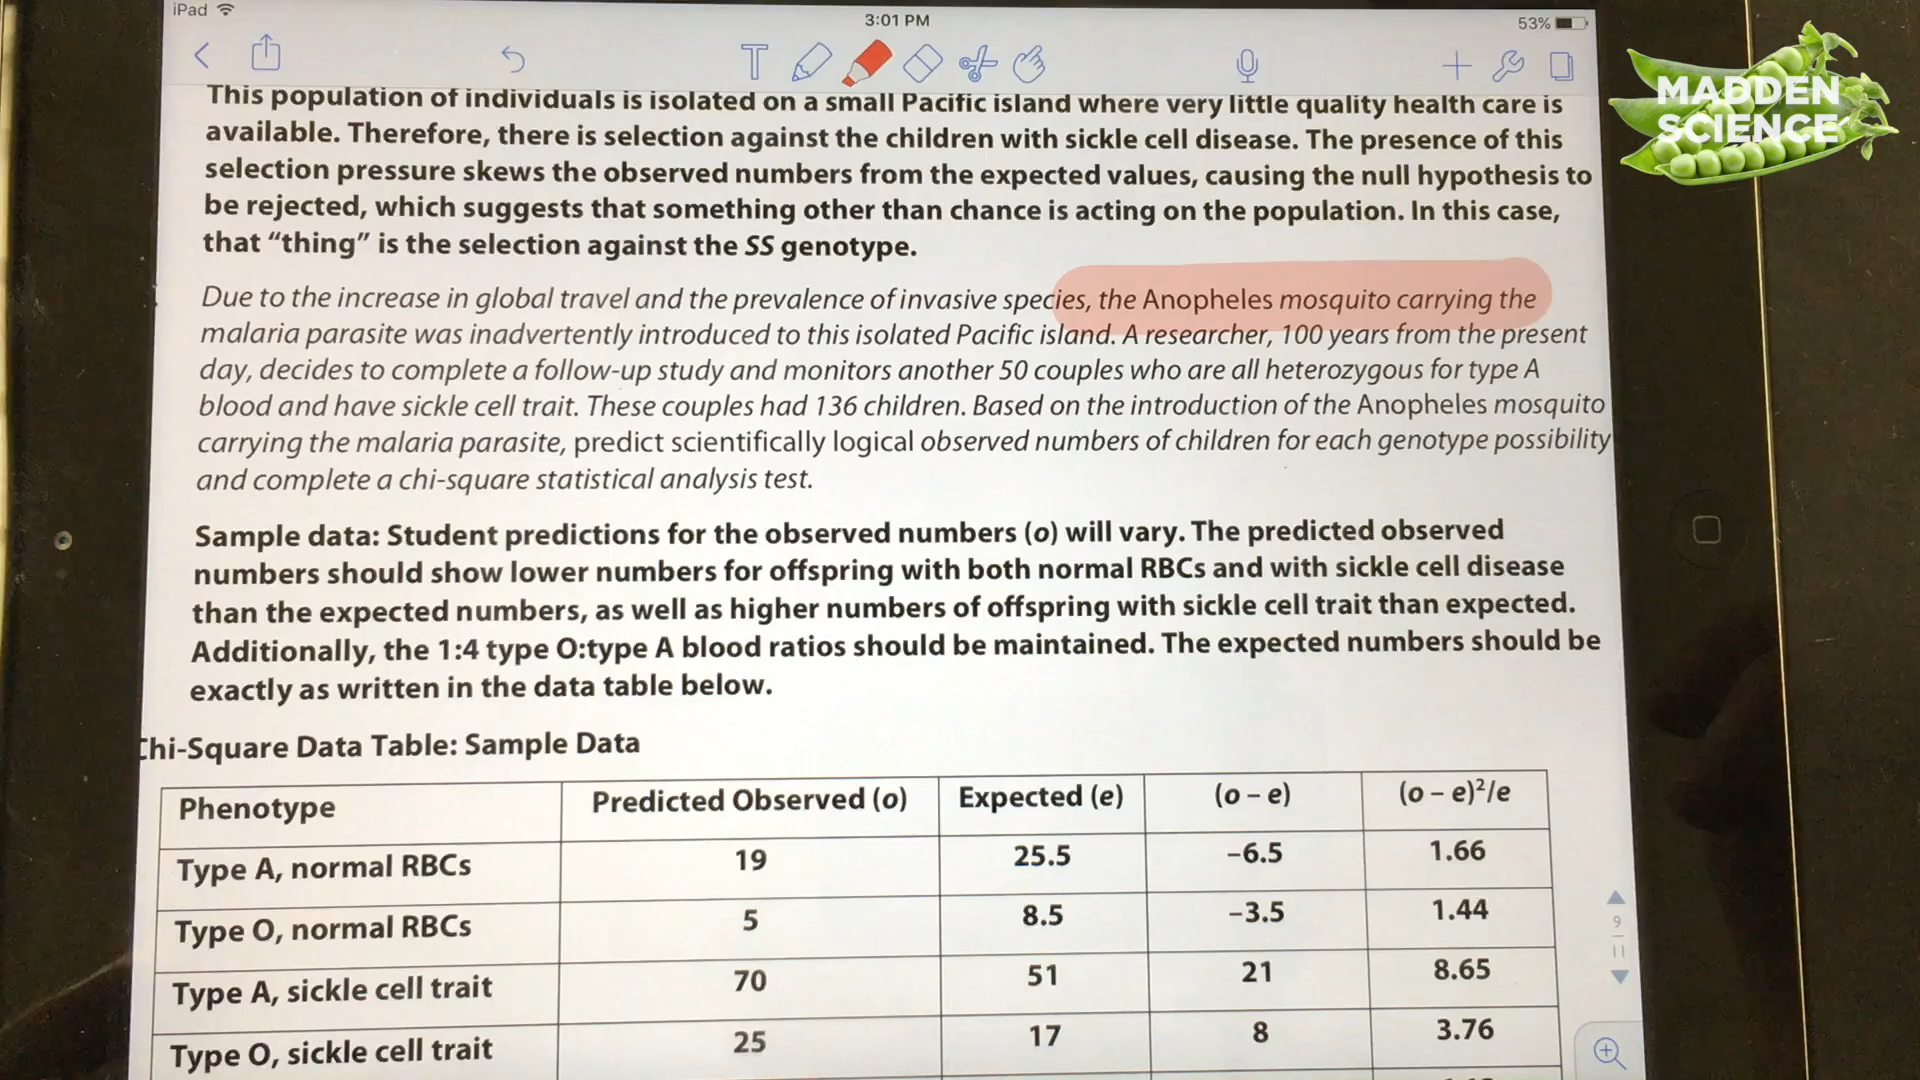 iPad
3:01 PM
53%
MADDEN
SCIENCE
This population of individuals is isolated on a small Pacific island where very little quality health care is
available. Therefore, there is selection against the children with sickle cell disease. The presence of this
selection pressure skews the observed numbers from the expected values, causing the null hypothesis to
be rejected, which suggests that something other than chance is acting on the population. In this case,
that “thing” is the selection against the SS genotype.
Due to the increase in global travel and the prevalence of invasive species, the Anopheles mosquito carrying the
malaria parasite was inadvertently introduced to this isolated Pacific island. A researcher, 100 years from the present
day, decides to complete a follow-up study and monitors another 50 couples who are all heterozygous for type A
blood and have sickle cell trait. These couples had 136 children. Based on the introduction of the Anopheles mosquito
carrying the malaria parasite, predict scientifically logical observed numbers of children for each genotype possibility
and complete a chi-square statistical analysis test.
Sample data: Student predictions for the observed numbers (o) will vary. The predicted observed
numbers should show lower numbers for offspring with both normal RBCs and with sickle cell disease
than the expected numbers, as well as higher numbers of offspring with sickle cell trait than expected.
Additionally, the 1:4 type O:type A blood ratios should be maintained. The expected numbers should be
exactly as written in the data table below.
Chi-Square Data Table: Sample Data
Phenotype Predicted Observed (o) Expected (e) (o – e) (o – e)²/e
Type A, normal RBCs 19 25.5 –6.5 1.66
Type O, normal RBCs 5 8.5 –3.5 1.44
Type A, sickle cell trait 70 51 21 8.65
Type O, sickle cell trait 25 17 8 3.76
9
11